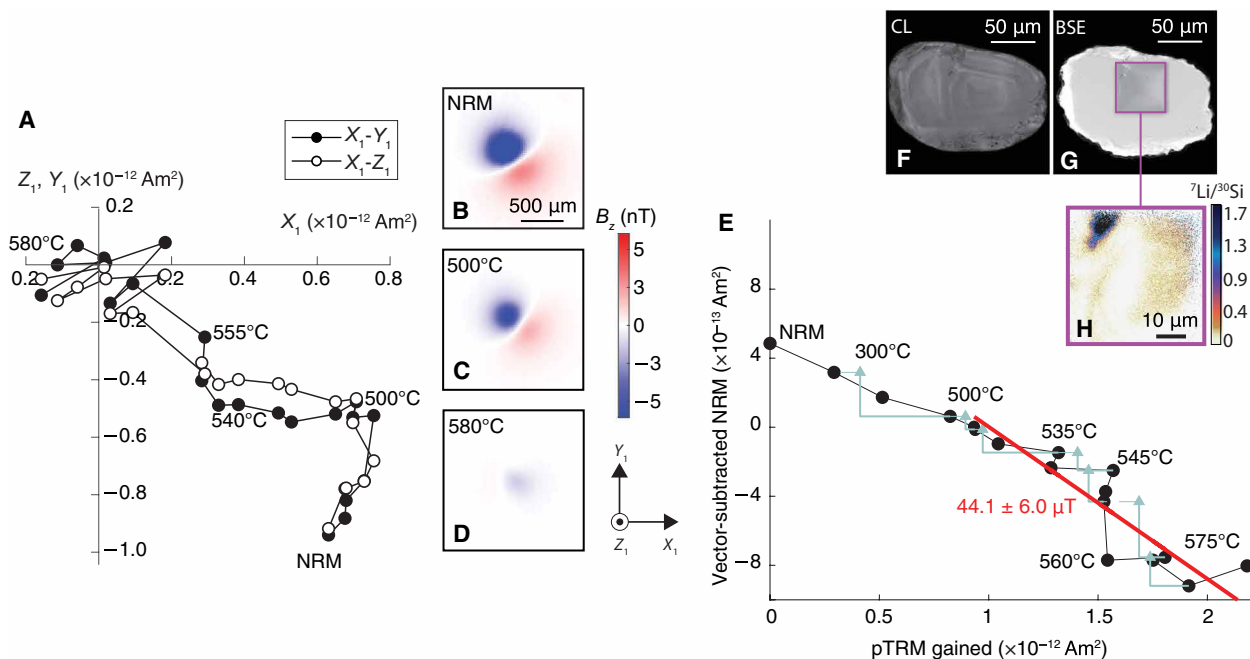 A
X₁-Y₁
X₁-Z₁
Z₁, Y₁ (×10⁻¹² Am²)
X₁ (×10⁻¹² Am²)
0.2
580°C
0.2
0.2
0.4
0.6
0.8
−0.2
555°C
−0.4
540°C
500°C
−0.6
−0.8
−1.0
NRM
NRM
B
500 µm
500°C
C
580°C
D
B_z (nT)
5
3
0
−3
−5
Y₁
Z₁
X₁
CL
50 µm
F
BSE
50 µm
G
⁷Li/³⁰Si
1.7
1.3
0.9
0.4
0
H
10 µm
E
Vector-subtracted NRM (×10⁻¹³ Am²)
8
4
0
−4
−8
NRM
300°C
500°C
535°C
545°C
44.1 ± 6.0 µT
560°C
575°C
0
0.5
1
1.5
2
pTRM gained (×10⁻¹² Am²)